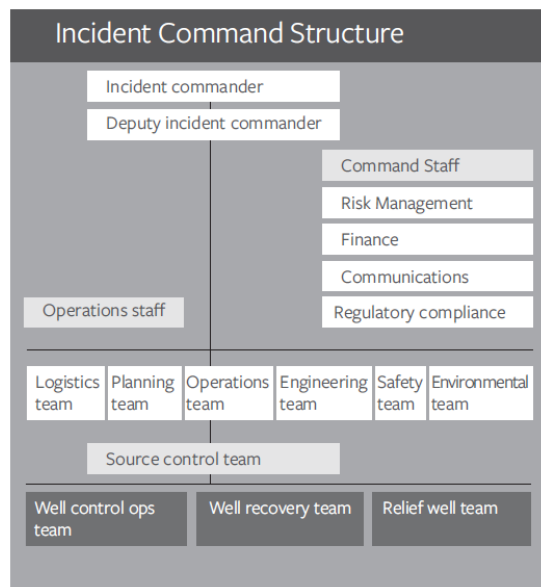 Incident Command Structure
Incident commander
Deputy incident commander
Command Staff
Risk Management
Finance
Communications
Operations staff
Regulatory compliance
Logistics team
Planning team
Operations team
Engineering team
Safety team
Environmental team
Source control team
Well control ops team
Well recovery team
Relief well team